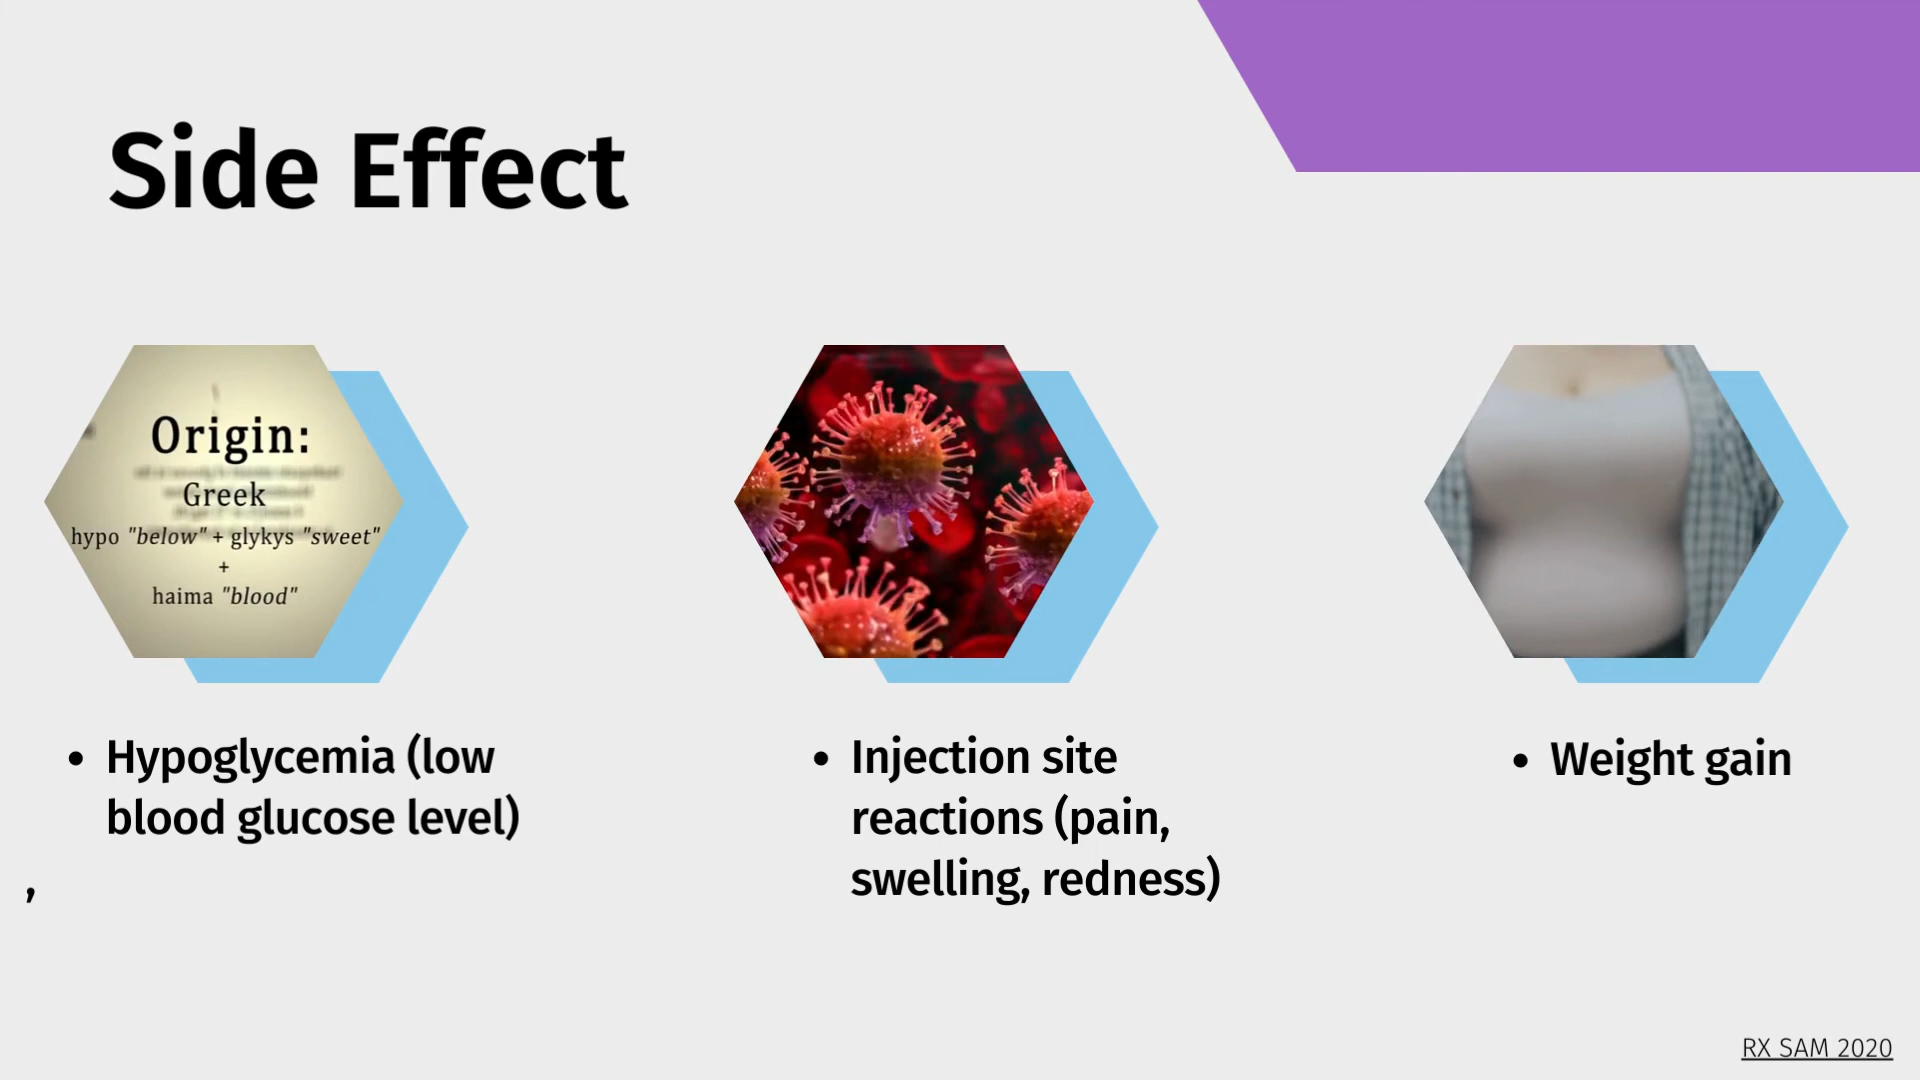 Side Effect
Origin:
Greek
hypo "below" + glykys "sweet"
+
haima "blood"
• Hypoglycemia (low
blood glucose level)
,
• Injection site
reactions (pain,
swelling, redness)
• Weight gain
RX SAM 2020